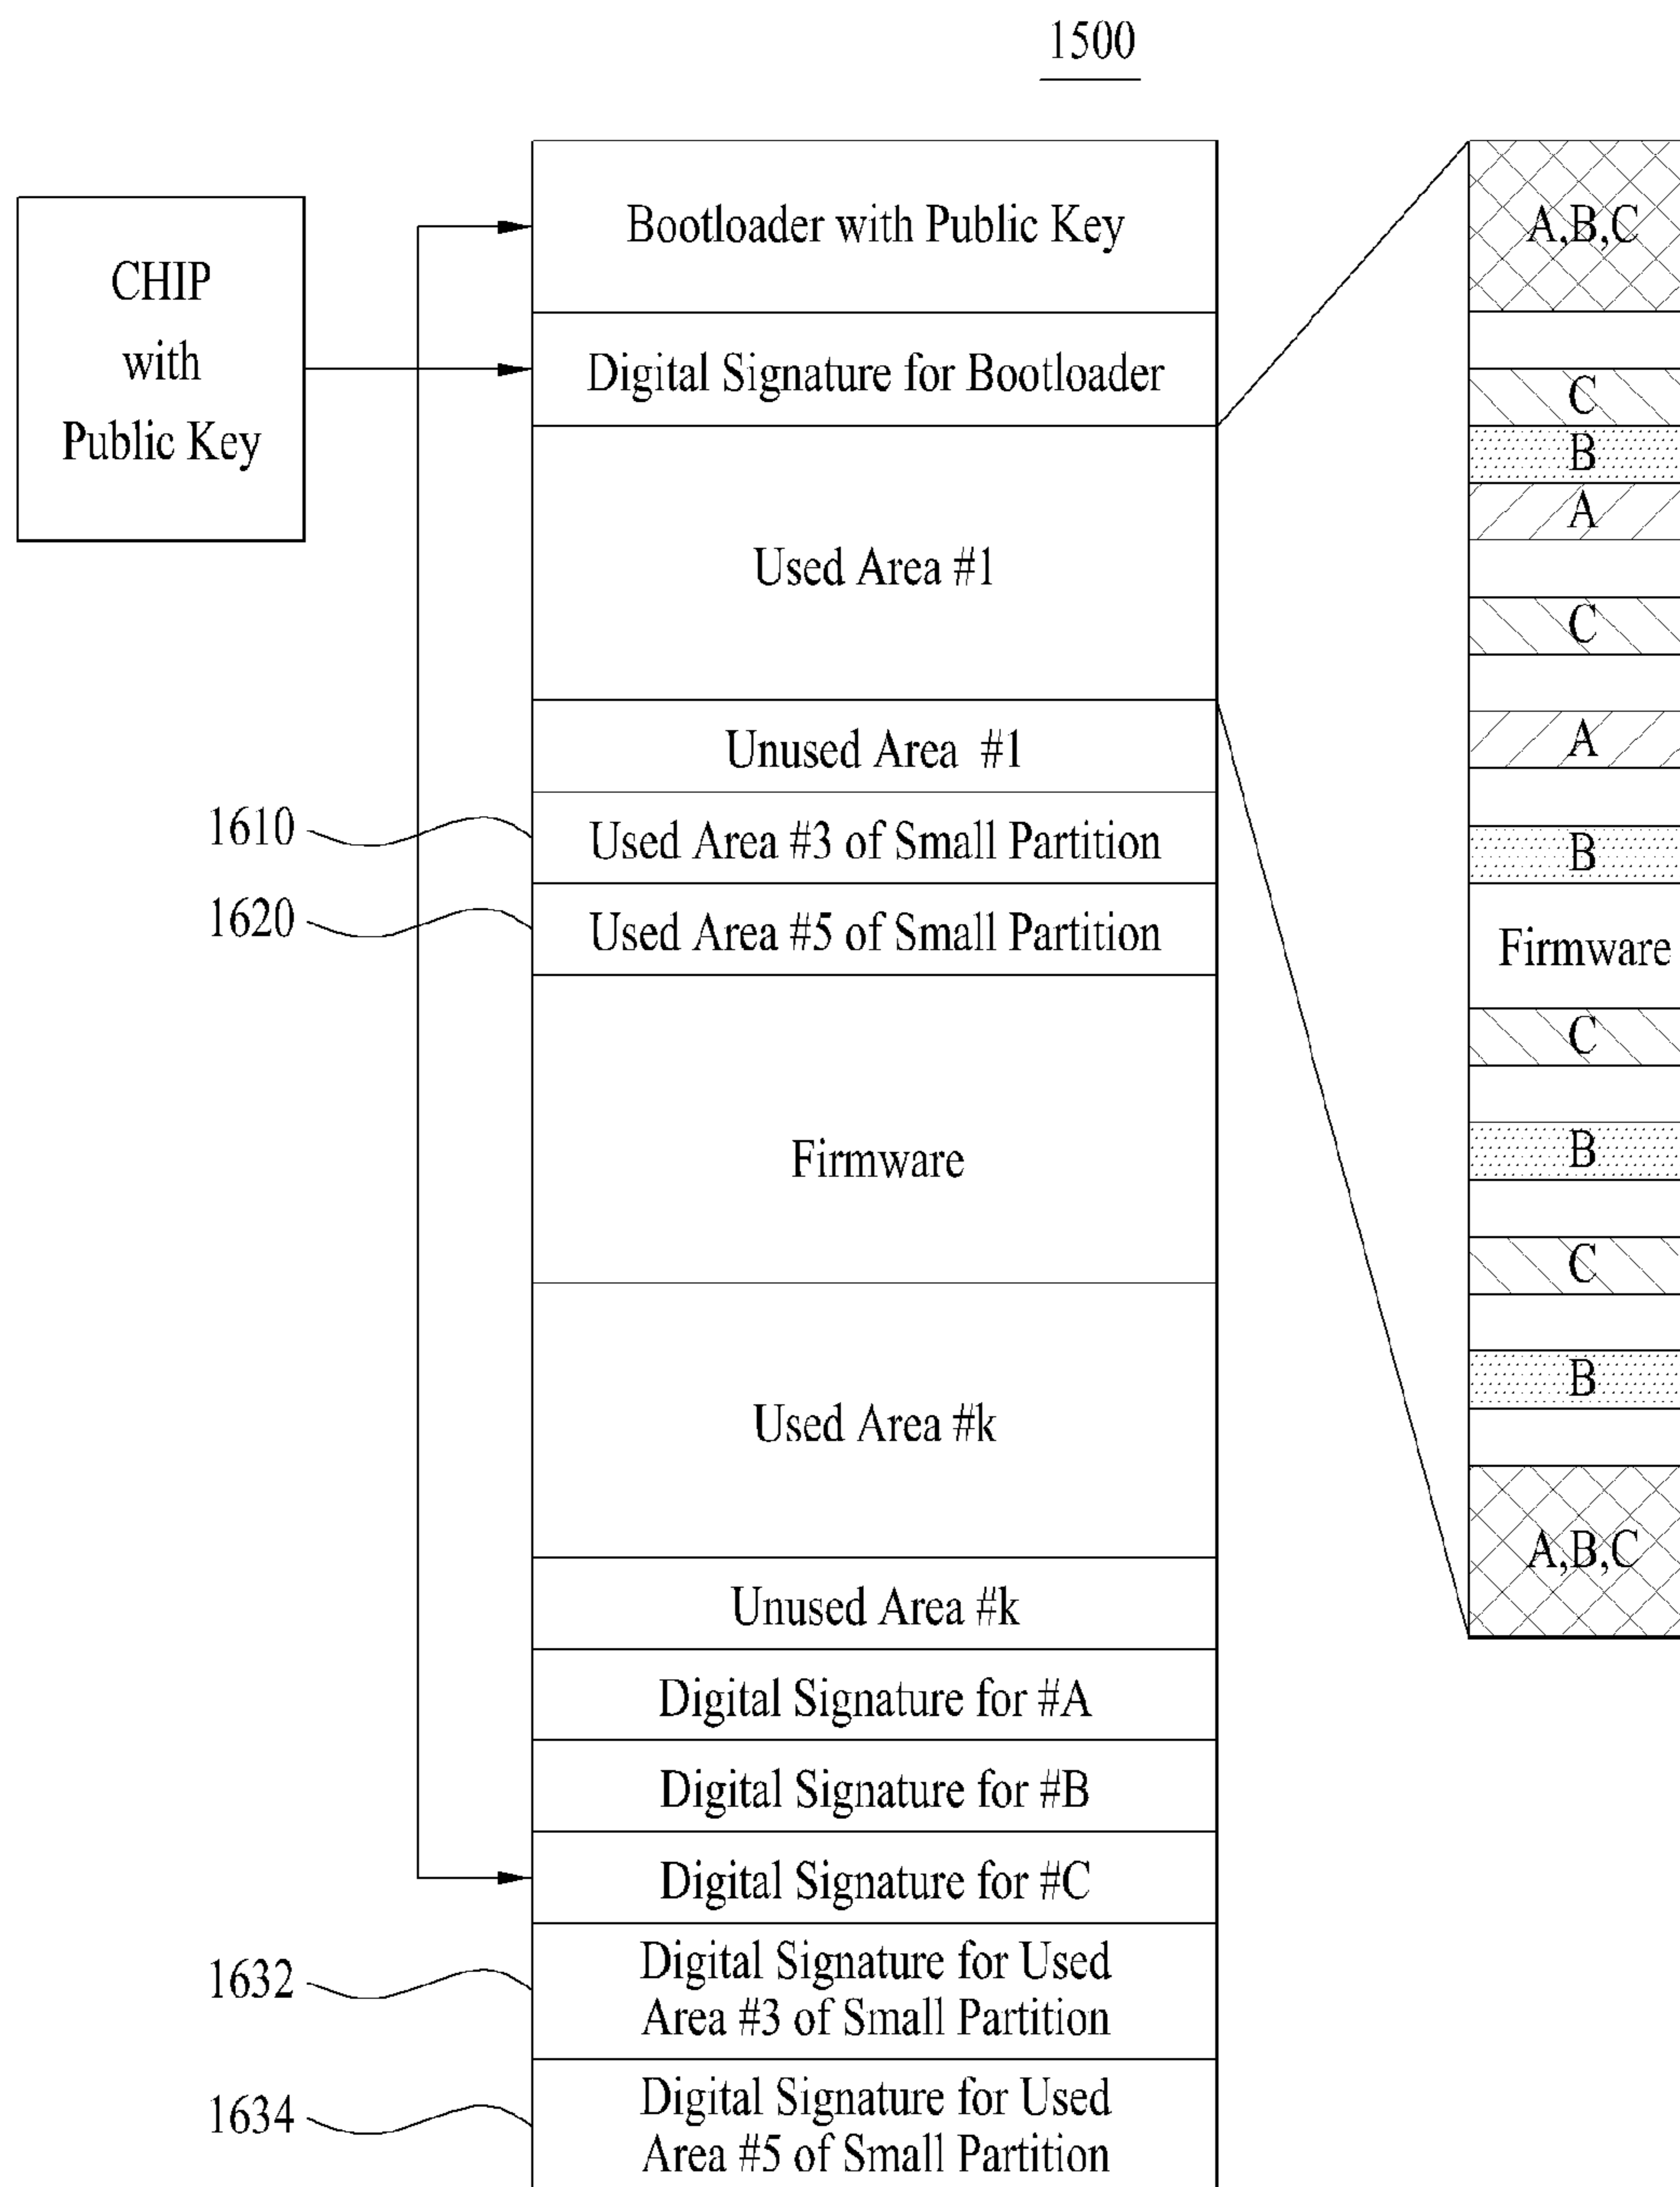 1500
CHIP
with
Public Key
Bootloader with Public Key
Digital Signature for Bootloader
Used Area #1
Unused Area #1
1610
Used Area #3 of Small Partition
1620
Used Area #5 of Small Partition
Firmware
Used Area #k
Unused Area #k
Digital Signature for #A
Digital Signature for #B
Digital Signature for #C
1632
Digital Signature for Used
Area #3 of Small Partition
1634
Digital Signature for Used
Area #5 of Small Partition
A,B,C
C
B
A
C
A
B
Firmware
C
B
C
B
A,B,C